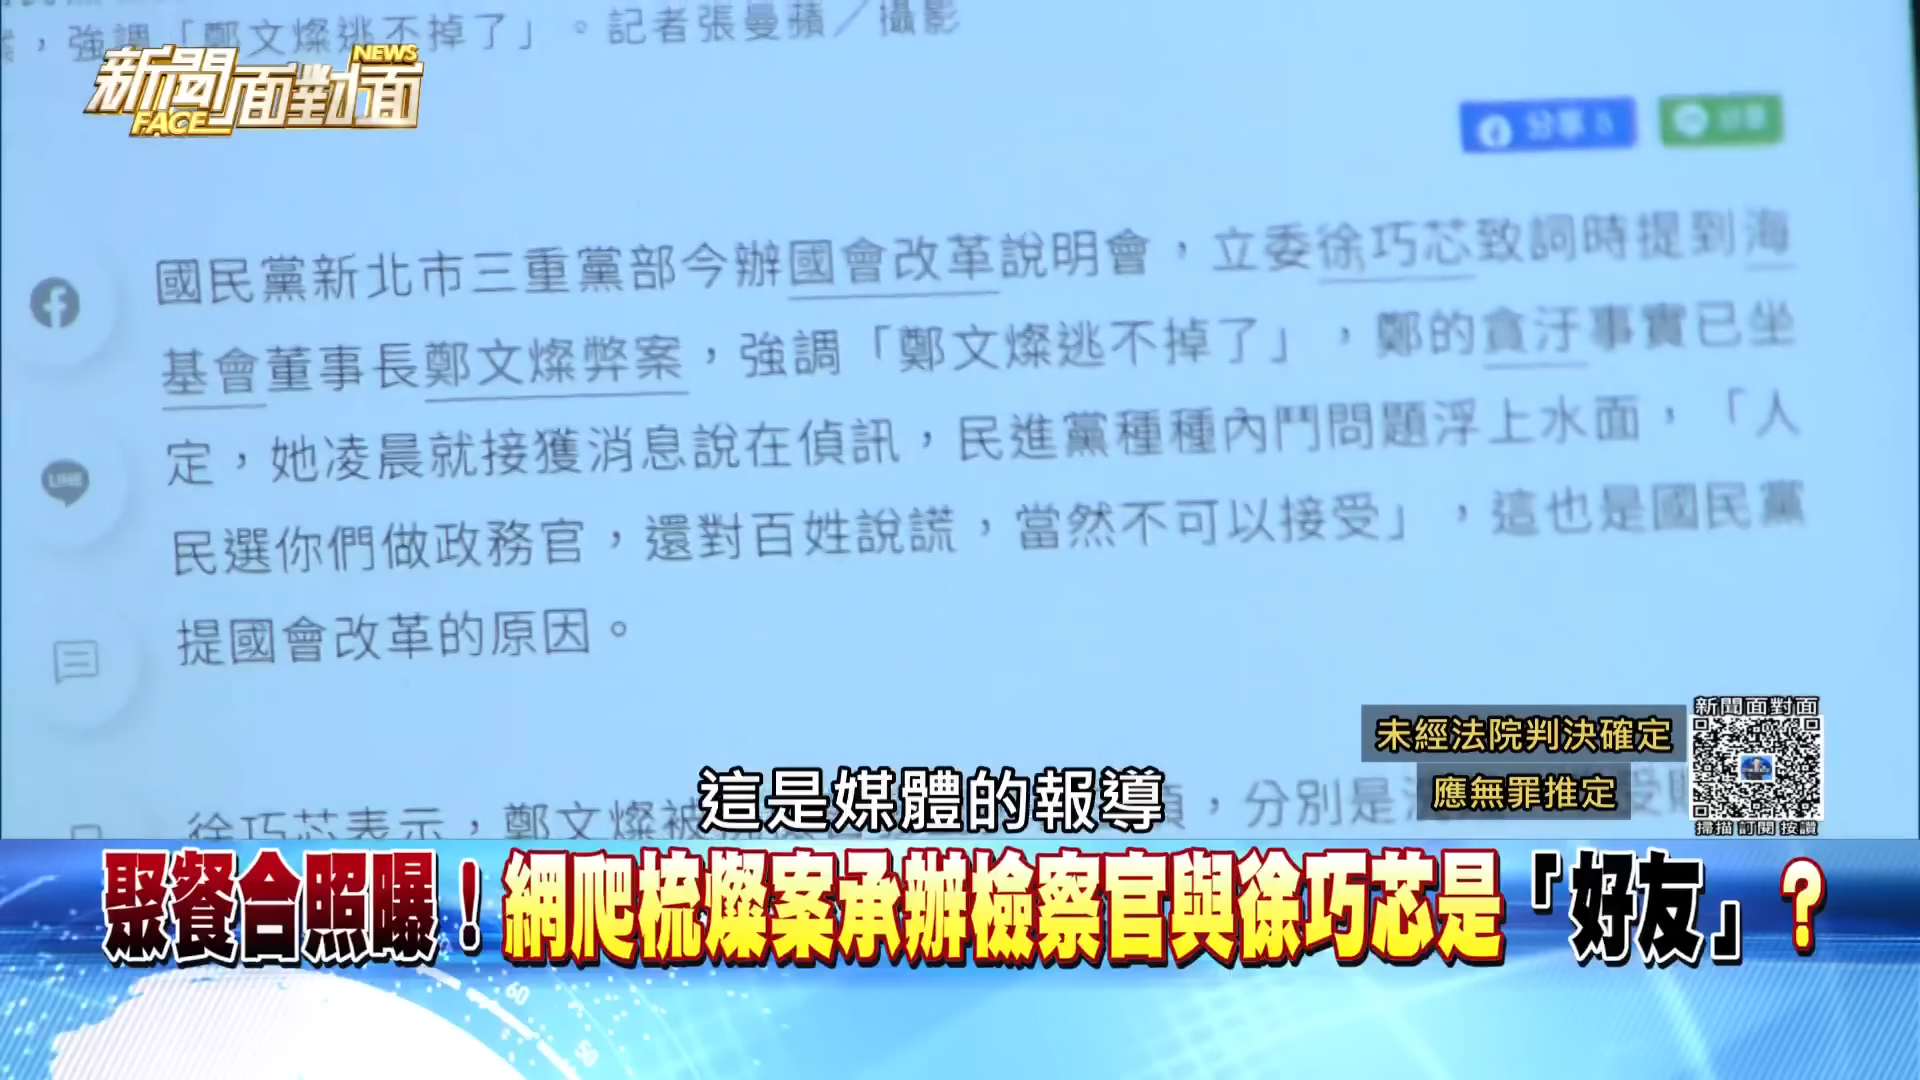 ，強調「鄭文燦逃不掉了」。記者張曼蘋／攝影
新聞面對面
NEWS
FACE
分享
國民黨新北市三重黨部今辦國會改革說明會，立委徐巧芯致詞時提到海
基會董事長鄭文燦弊案，強調「鄭文燦逃不掉了」，鄭的貪汙事實已坐
定，她凌晨就接獲消息說在偵訊，民進黨種種內鬥問題浮上水面，「人
民選你們做政務官，還對百姓說謊，當然不可以接受」，這也是國民黨
提國會改革的原因。
LINE
徐巧芯表示，鄭文燦被
，分別是
新聞面對面
未經法院判決確定
應無罪推定
掃描 訂閱 按讚
這是媒體的報導
聚餐合照曝！網爬梳燦案承辦檢察官與徐巧芯是「好友」？
60
50